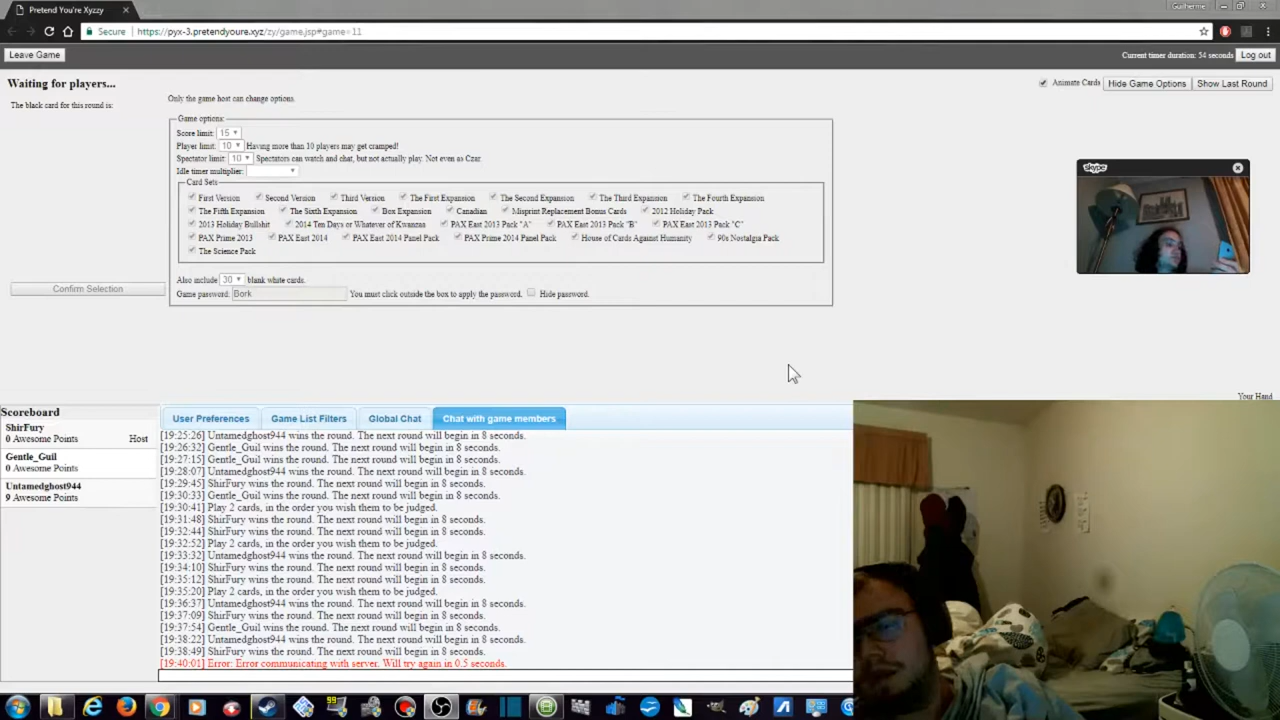 Pretend You're Xyzzy
Guilherme
Secure https://pyx-3.pretendyoure.xyz/zy/game.jsp#game=11
Leave Game
Current timer duration: 54 seconds Log out
Waiting for players...
Animate Cards Hide Game Options Show Last Round
The black card for this round is:
Only the game host can change options.
Game options:
Score limit: 15
Player limit: 10 Having more than 10 players may get cramped!
Spectator limit: 10 Spectators can watch and chat, but not actually play. Not even as Czar.
Idle timer multiplier:
Card Sets
First Version Second Version Third Version The First Expansion The Second Expansion The Third Expansion The Fourth Expansion
The Fifth Expansion The Sixth Expansion Box Expansion Canadian Misprint Replacement Bonus Cards 2012 Holiday Pack
2013 Holiday Bullshit 2014 Ten Days or Whatever of Kwanzaa PAX East 2013 Pack "A" PAX East 2013 Pack "B" PAX East 2013 Pack "C"
PAX Prime 2013 PAX East 2014 PAX East 2014 Panel Pack PAX Prime 2014 Panel Pack House of Cards Against Humanity 90s Nostalgia Pack
The Science Pack
Also include 30 blank white cards.
Game password: Bork You must click outside the box to apply the password. Hide password.
Confirm Selection
skype
Your Hand
Scoreboard
ShirFury
0 Awesome Points Host
Gentle_Guil
0 Awesome Points
Untamedghost944
9 Awesome Points
User Preferences Game List Filters Global Chat Chat with game members
[19:25:26] Untamedghost944 wins the round. The next round will begin in 8 seconds.
[19:26:32] Gentle_Guil wins the round. The next round will begin in 8 seconds.
[19:27:15] Gentle_Guil wins the round. The next round will begin in 8 seconds.
[19:28:07] Untamedghost944 wins the round. The next round will begin in 8 seconds.
[19:29:45] ShirFury wins the round. The next round will begin in 8 seconds.
[19:30:33] Gentle_Guil wins the round. The next round will begin in 8 seconds.
[19:30:41] Play 2 cards, in the order you wish them to be judged.
[19:31:48] ShirFury wins the round. The next round will begin in 8 seconds.
[19:32:44] ShirFury wins the round. The next round will begin in 8 seconds.
[19:32:52] Play 2 cards, in the order you wish them to be judged.
[19:33:32] Untamedghost944 wins the round. The next round will begin in 8 seconds.
[19:34:10] ShirFury wins the round. The next round will begin in 8 seconds.
[19:35:12] ShirFury wins the round. The next round will begin in 8 seconds.
[19:35:20] Play 2 cards, in the order you wish them to be judged.
[19:36:37] Untamedghost944 wins the round. The next round will begin in 8 seconds.
[19:37:09] ShirFury wins the round. The next round will begin in 8 seconds.
[19:37:54] Gentle_Guil wins the round. The next round will begin in 8 seconds.
[19:38:22] Untamedghost944 wins the round. The next round will begin in 8 seconds.
[19:38:49] ShirFury wins the round. The next round will begin in 8 seconds.
[19:40:01] Error: Error communicating with server. Will try again in 0.5 seconds.
99